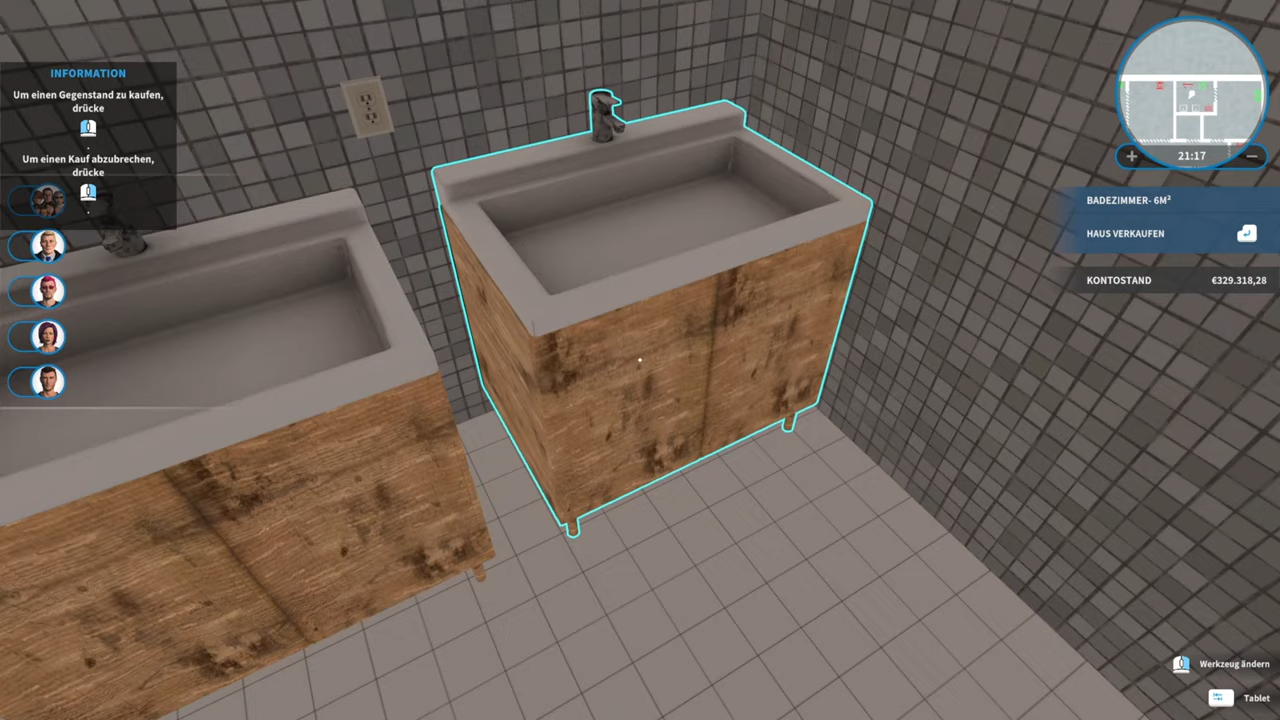 INFORMATION
Um einen Gegenstand zu kaufen,
drücke
.
Um einen Kauf abzubrechen,
drücke
.
21:17
BADEZIMMER- 6M²
HAUS VERKAUFEN
KONTOSTAND €329.318,28
Werkzeug ändern
Tablet